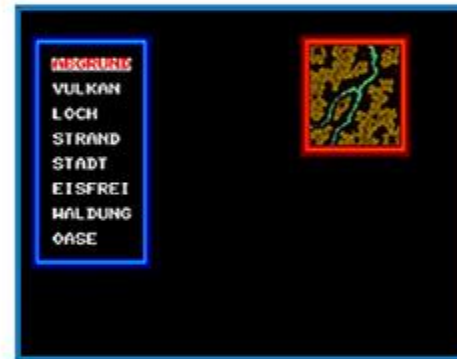 ABGRUND
VULKAN
LOCH
STRAND
STADT
EISFREI
WALDUNG
OASE